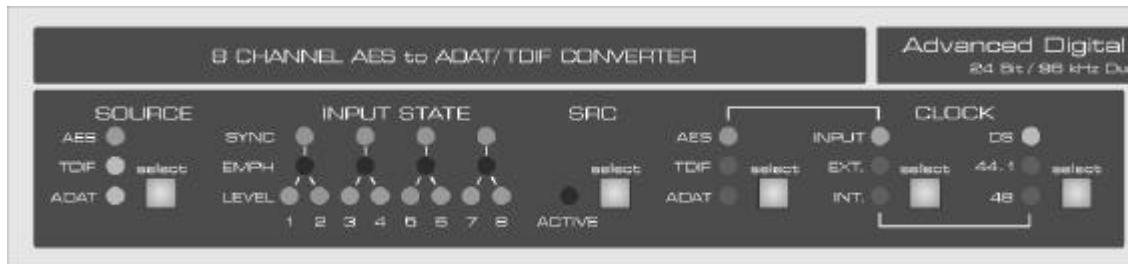 8 CHANNEL AES to ADAT/TDIF CONVERTER
Advanced Digital
24 Bit / 96 kHz
SOURCE
INPUT STATE
SRC
CLOCK
AES
SYNC
AES
INPUT
DS
TDIF
select
EMPH
select
TDIF
select
EXT.
select
44.1
select
ADAT
LEVEL
ADAT
INT.
48
1 2 3 4 5 6 7 8
ACTIVE